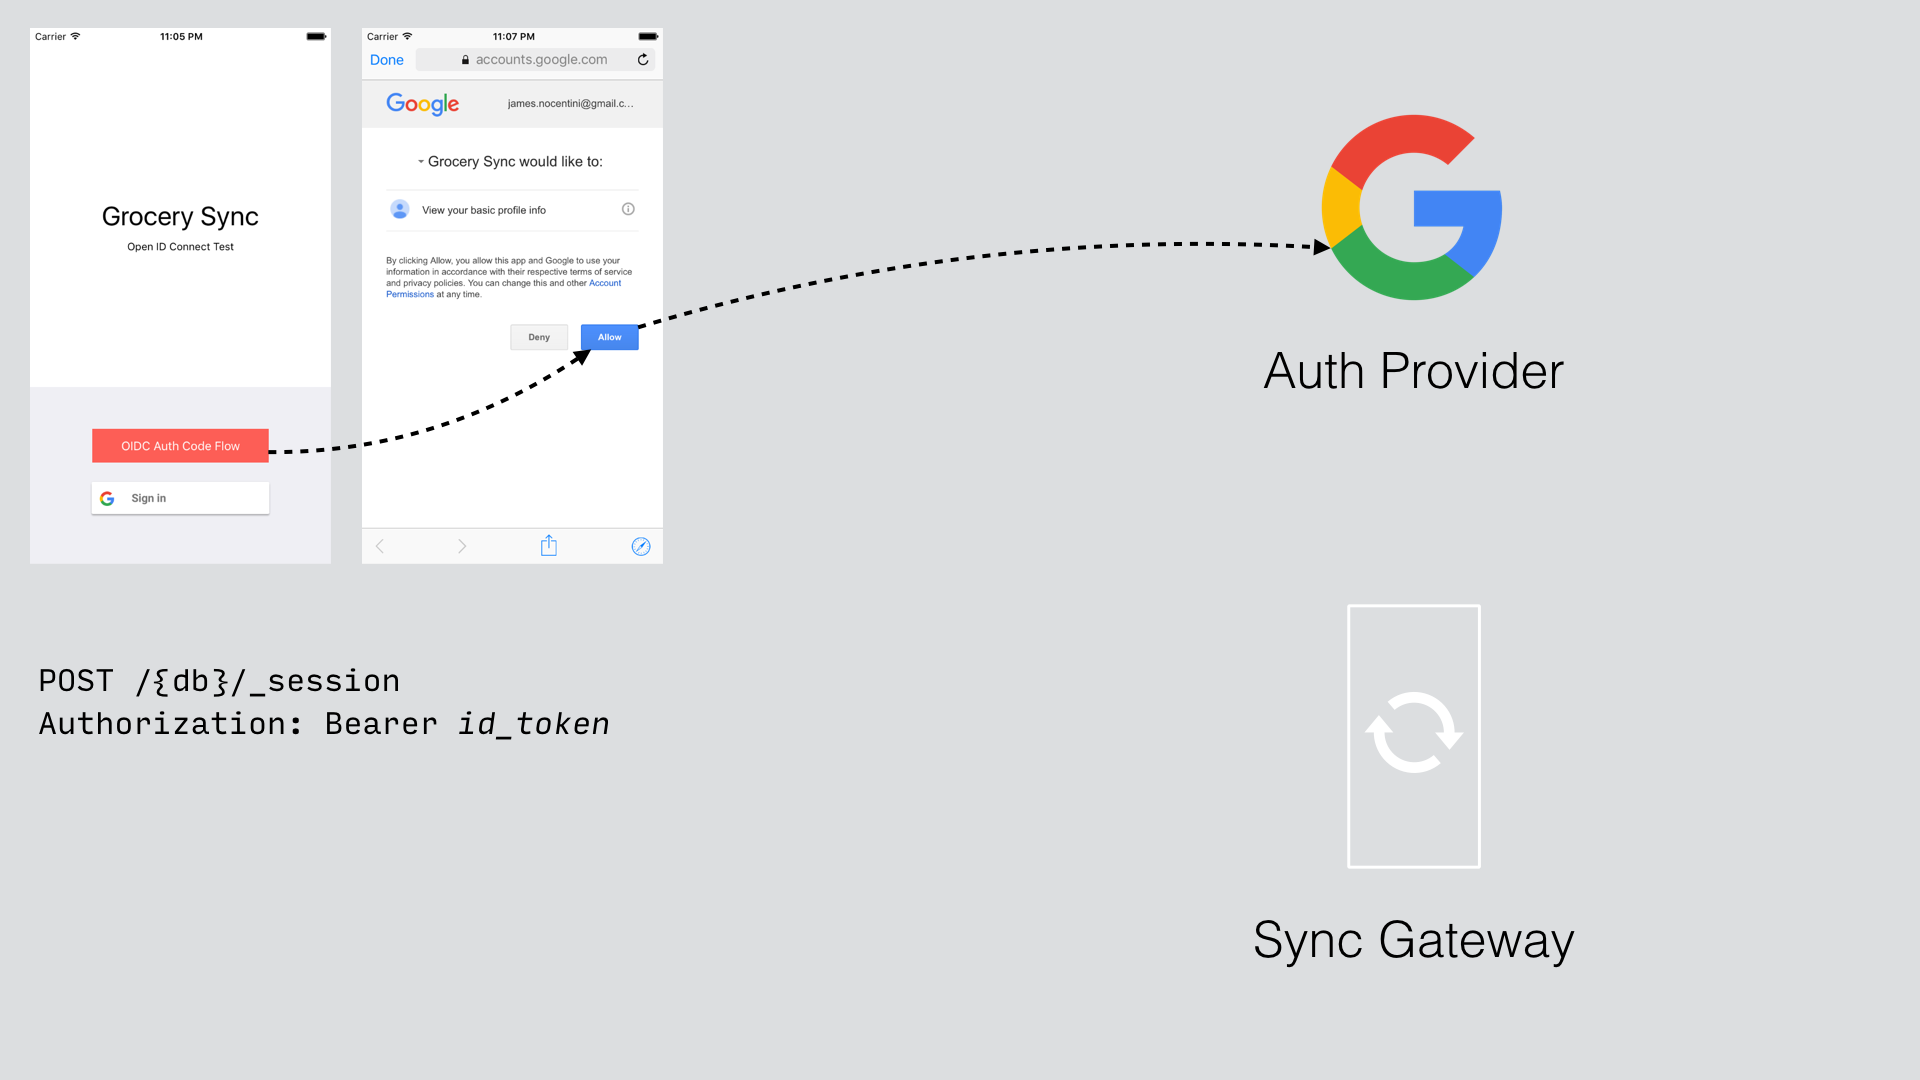 Carrier 11:05 PM
Grocery Sync
Open ID Connect Test
OIDC Auth Code Flow
Sign in
Carrier 11:07 PM
Done accounts.google.com
Google james.nocentini@gmail.c...
Grocery Sync would like to:
View your basic profile info
By clicking Allow, you allow this app and Google to use your
information in accordance with their respective terms of service
and privacy policies. You can change this and other Account
Permissions at any time.
Deny Allow
Auth Provider
POST /{db}/_session
Authorization: Bearer id_token
Sync Gateway